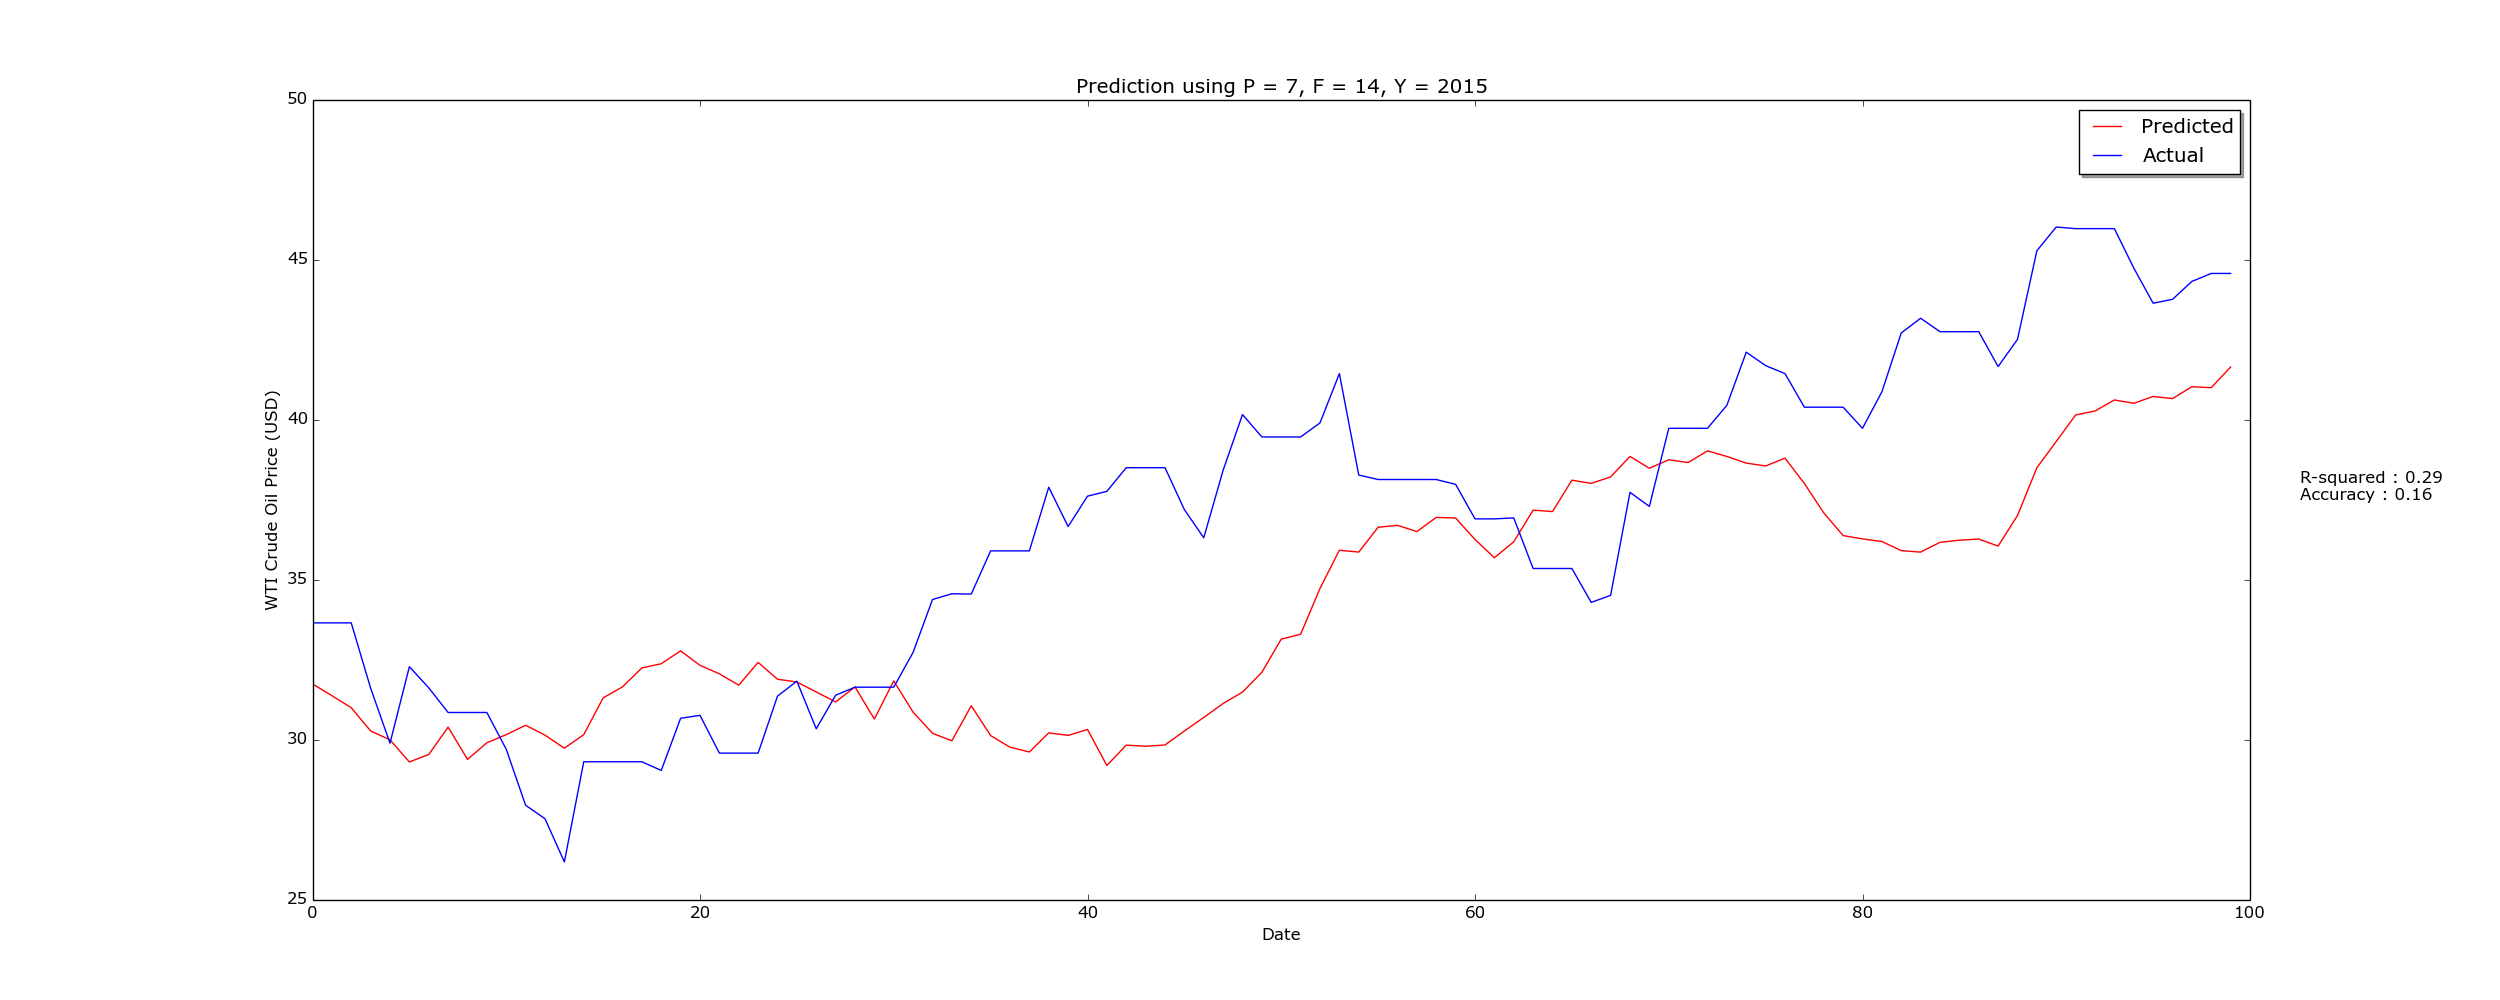 Prediction using P = 7, F = 14, Y = 2015
50
45
40
35
30
25
WTI Crude Oil Price (USD)
Predicted
Actual
R-squared : 0.29
Accuracy : 0.16
0 20 40 60 80 100
Date